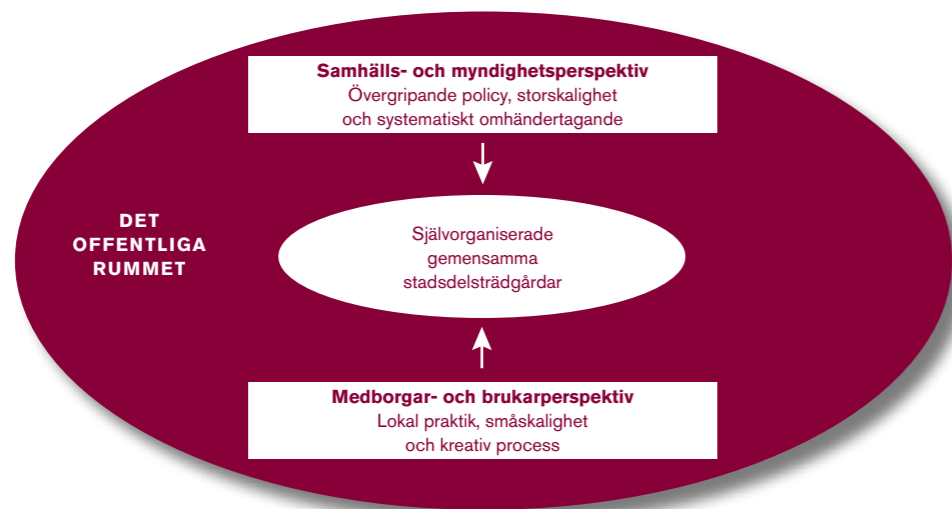 Samhälls- och myndighetsperspektiv
Övergripande policy, storskalighet
och systematiskt omhändertagande
DET
OFFENTLIGA
RUMMET
Självorganiserade
gemensamma
stadsdelsträdgårdar
Medborgar- och brukarperspektiv
Lokal praktik, småskalighet
och kreativ process